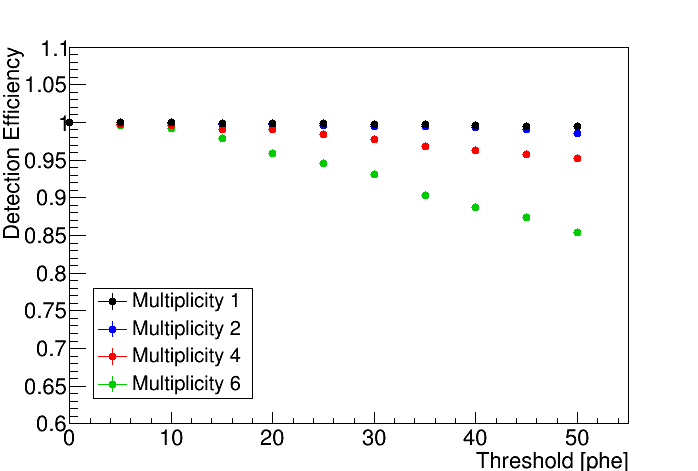 Detection Efficiency
1.1
1.05
1
0.95
0.9
0.85
0.8
0.75
0.7
0.65
0.6
Multiplicity 1
Multiplicity 2
Multiplicity 4
Multiplicity 6
0 10 20 30 40 50
Threshold [phe]